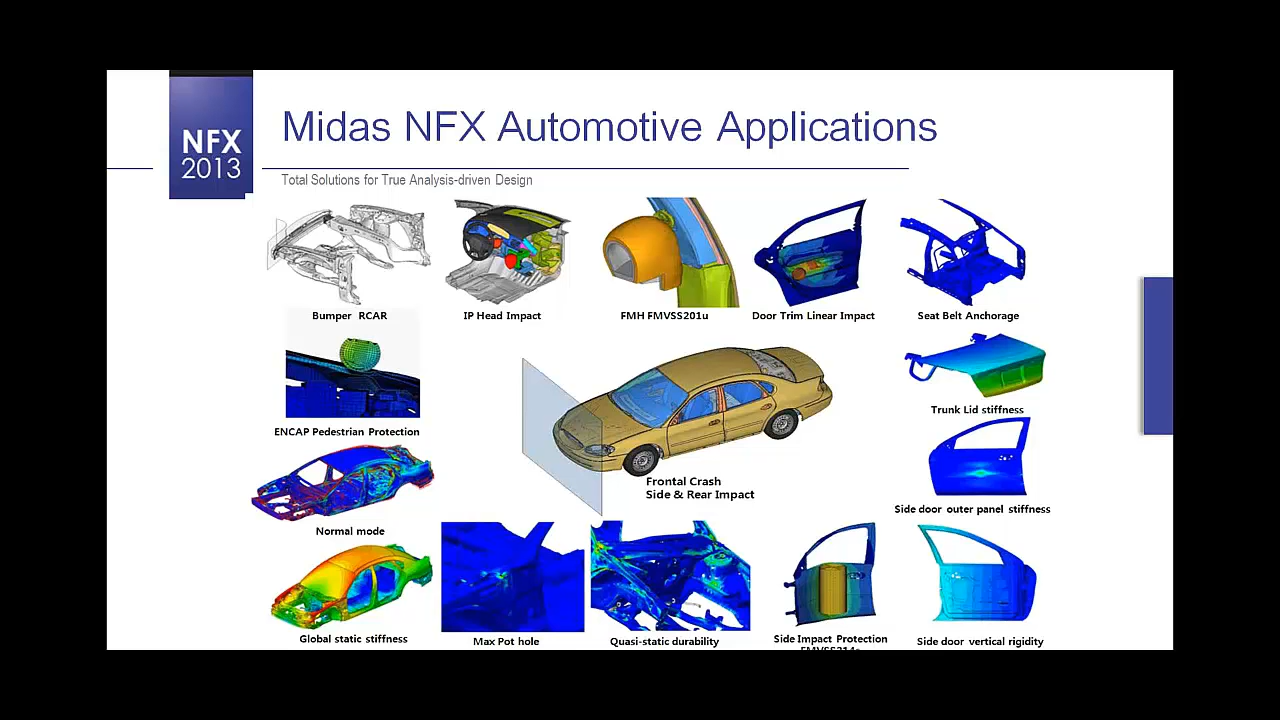 NFX
2013
Midas NFX Automotive Applications
Total Solutions for True Analysis-driven Design
Bumper RCAR
IP Head Impact
FMH FMVSS201u
Door Trim Linear Impact
Seat Belt Anchorage
ENCAP Pedestrian Protection
Trunk Lid stiffness
Frontal Crash
Side & Rear Impact
Side door outer panel stiffness
Normal mode
Global static stiffness
Max Pot hole
Quasi-static durability
Side Impact Protection
Side door vertical rigidity